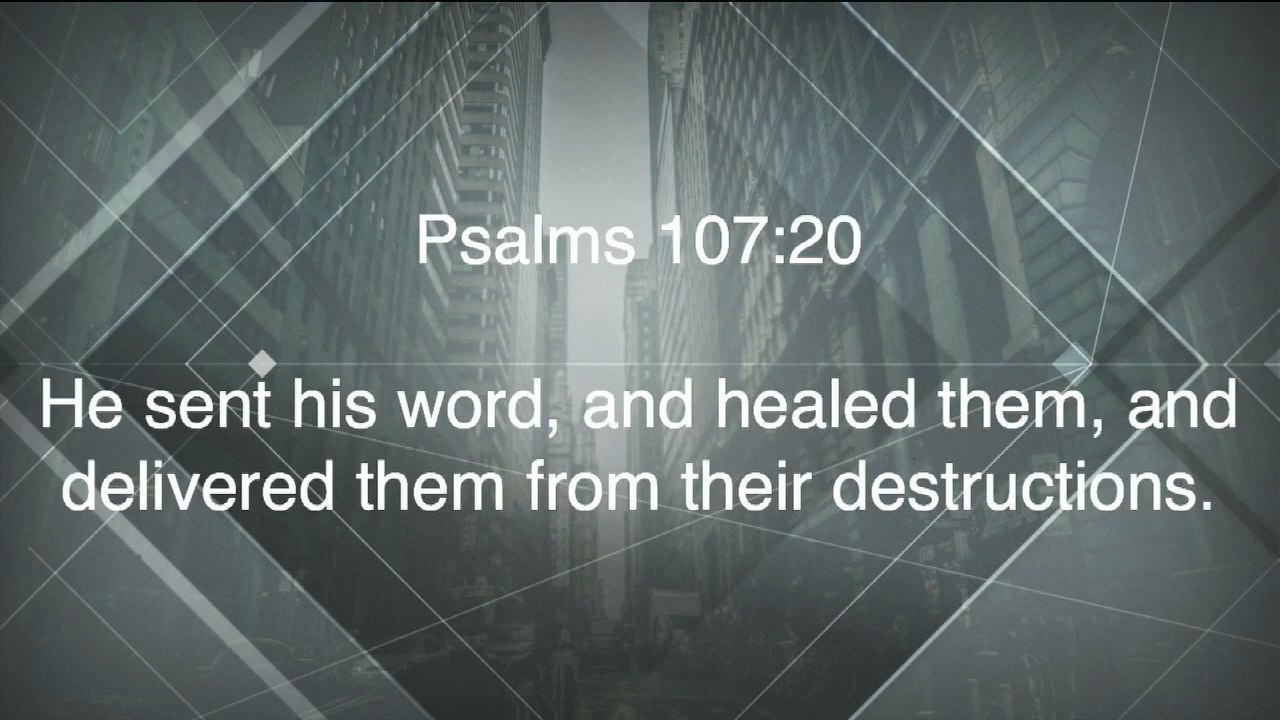 Psalms 107:20
He sent his word, and healed them, and
delivered them from their destructions.